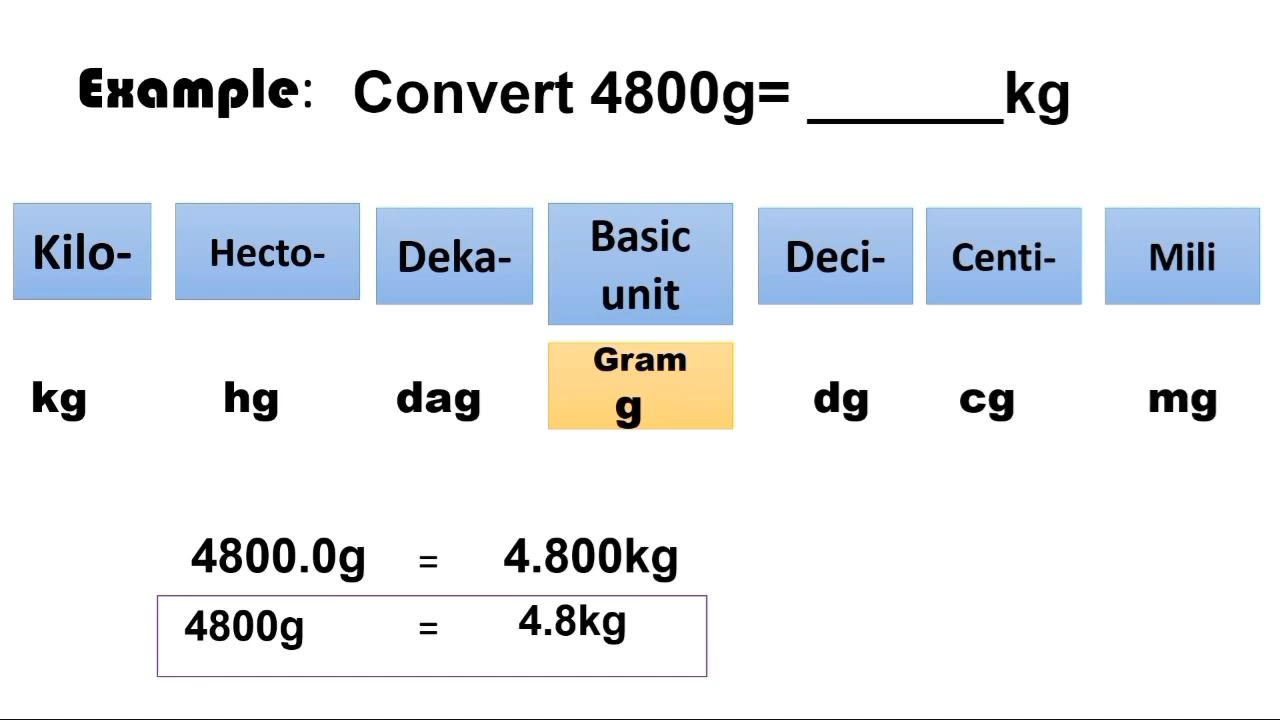 Example: Convert 4800g= ______kg
Kilo- Hecto- Deka- Basic unit Deci- Centi- Mili
Gram
kg hg dag g dg cg mg
4800.0g = 4.800kg
4800g = 4.8kg